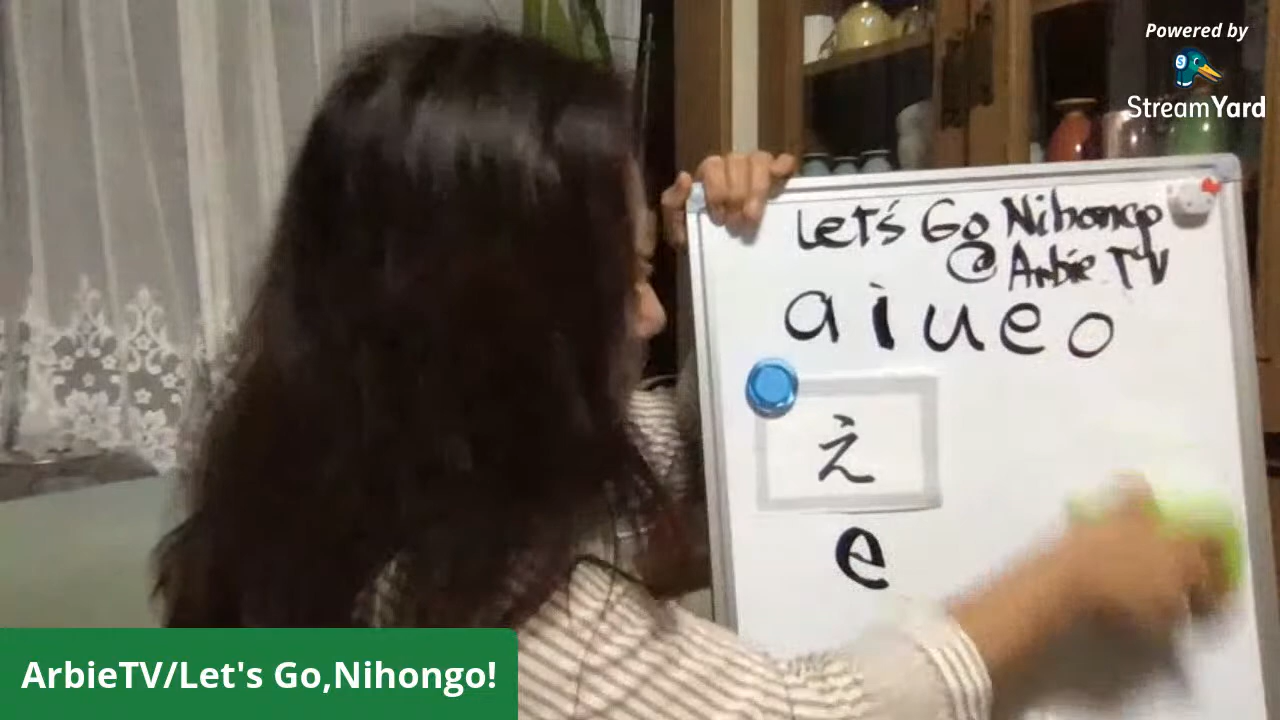 Powered by
StreamYard
Let's Go Nihongo
@ Arbie TV
a i u e o
え
e
ArbieTV/Let's Go,Nihongo!